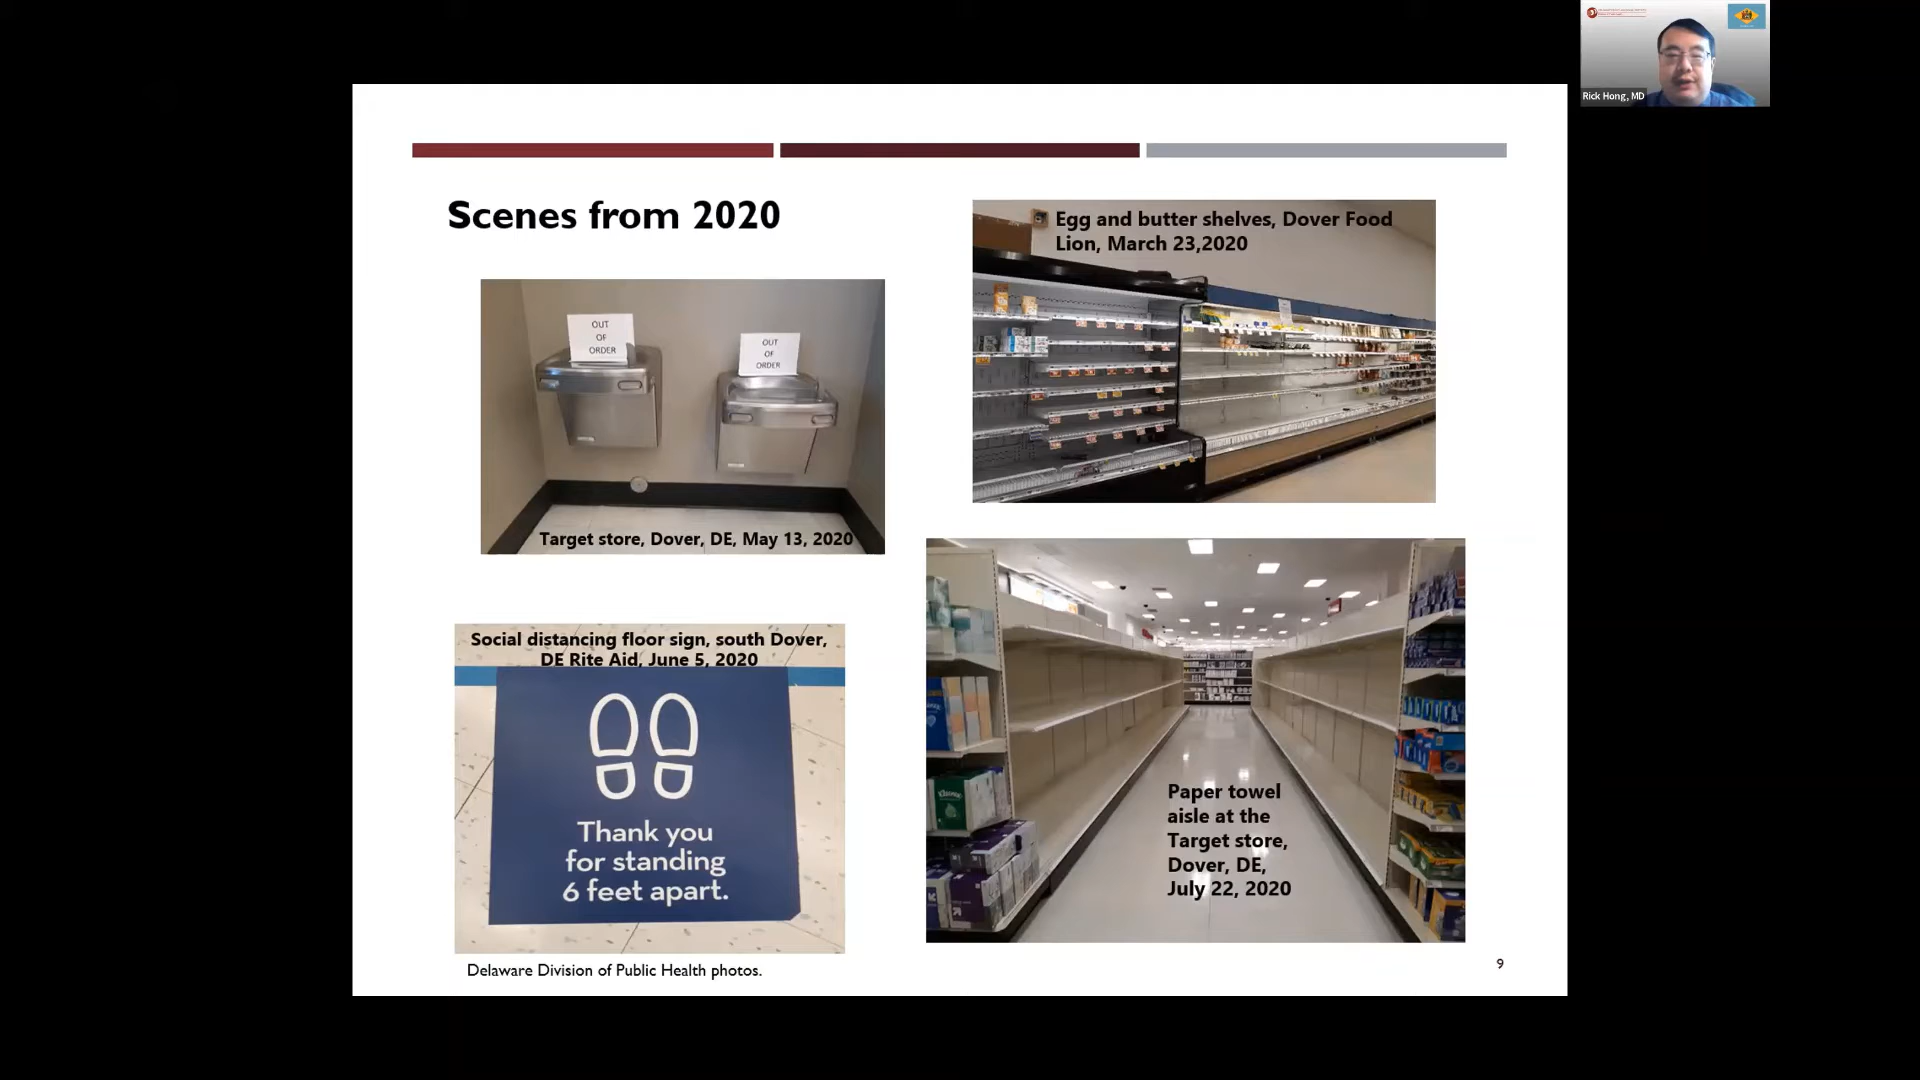 Rick Hong, MD
Scenes from 2020
OUT
OF
ORDER
OUT
OF
ORDER
Target store, Dover, DE, May 13, 2020
Egg and butter shelves, Dover Food
Lion, March 23,2020
Social distancing floor sign, south Dover,
DE Rite Aid, June 5, 2020
Thank you
for standing
6 feet apart.
Paper towel
aisle at the
Target store,
Dover, DE,
July 22, 2020
Delaware Division of Public Health photos.
9